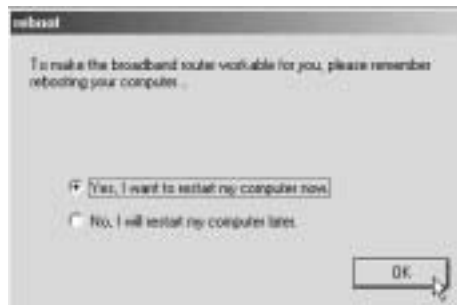 reboot
To make the broadband router workable for you, please remember
rebooting your computer.
Yes, I want to restart my computer now.
No, I will restart my computer later.
OK